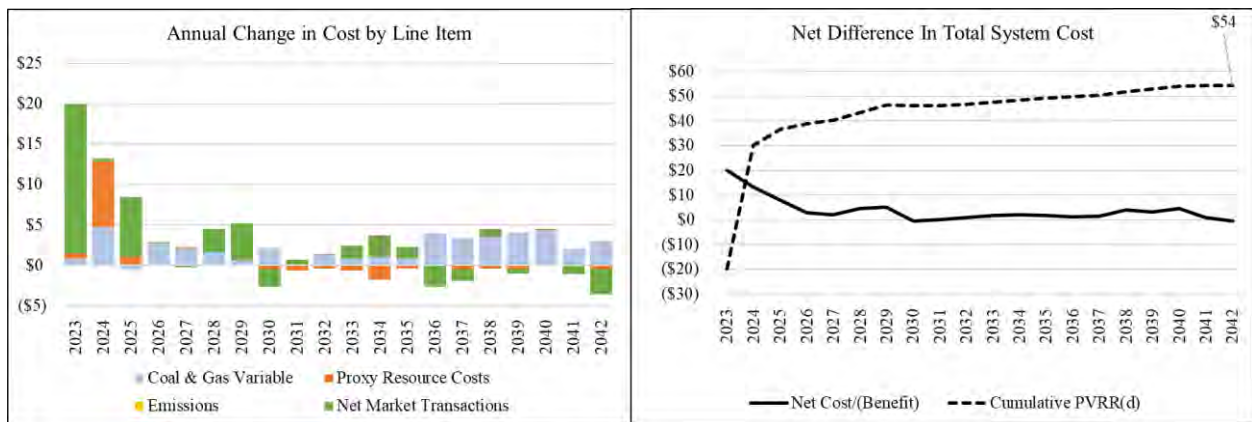 Annual Change in Cost by Line Item
$25
$20
$15
$10
$5
$0
($5)
2023 2024 2025 2026 2027 2028 2029 2030 2031 2032 2033 2034 2035 2036 2037 2038 2039 2040 2041 2042
Coal & Gas Variable Proxy Resource Costs
Emissions Net Market Transactions
Net Difference In Total System Cost
$54
$60
$50
$40
$30
$20
$10
$0
($10)
($20)
($30)
2023 2024 2025 2026 2027 2028 2029 2030 2031 2032 2033 2034 2035 2036 2037 2038 2039 2040 2041 2042
Net Cost/(Benefit) Cumulative PVRR(d)